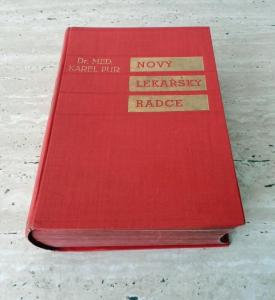 Dr. MED.
KAREL PUR
NOVÝ
LÉKAŘSKÝ
RÁDCE